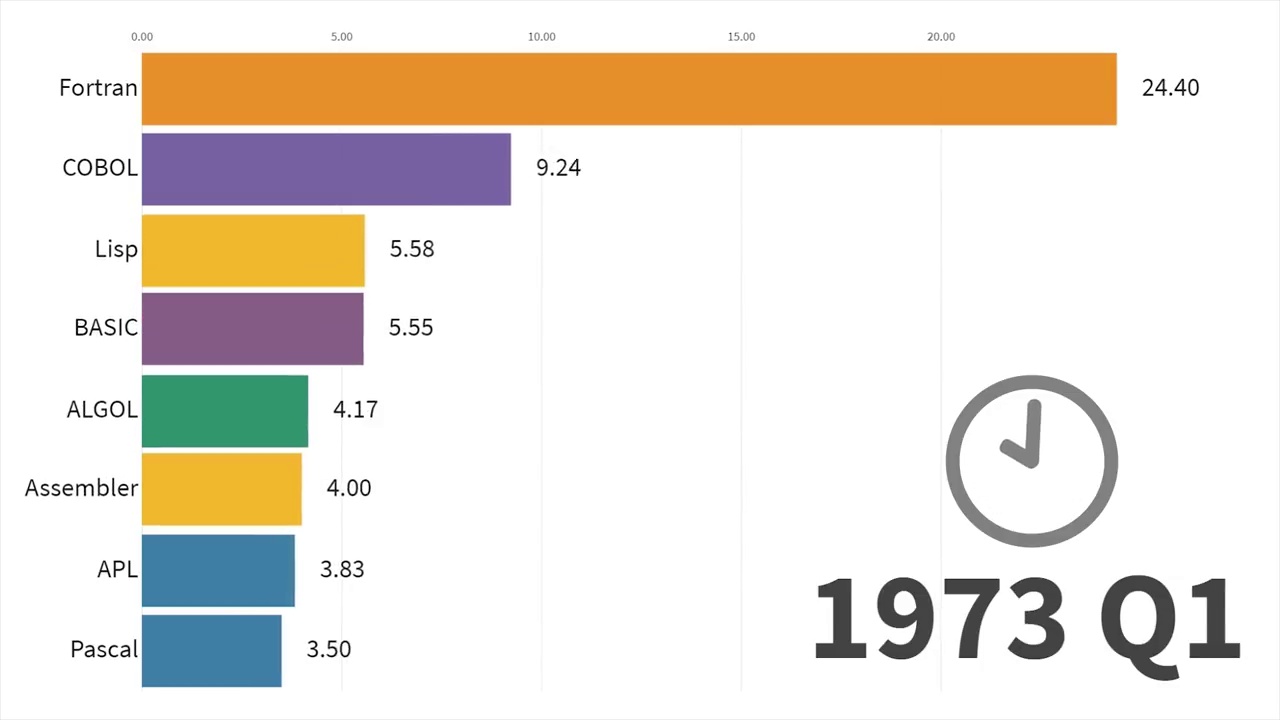 0.00 5.00 10.00 15.00 20.00
Fortran 24.40
COBOL 9.24
Lisp 5.58
BASIC 5.55
ALGOL 4.17
Assembler 4.00
APL 3.83
Pascal 3.50
1973 Q1